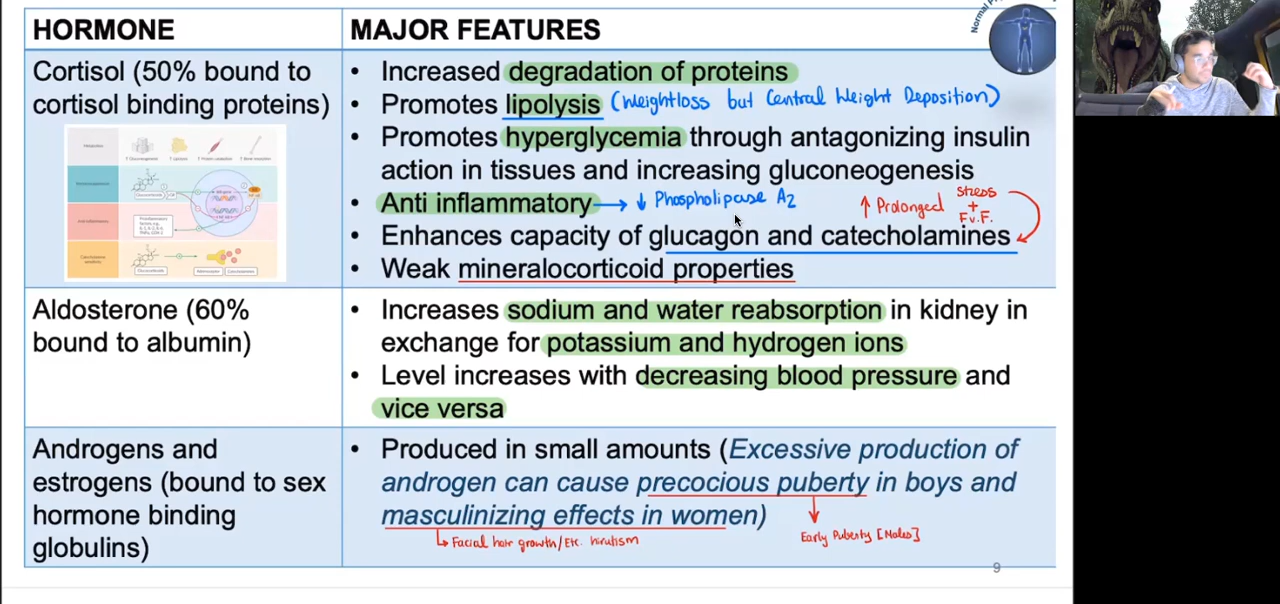 Normal
HORMONE
MAJOR FEATURES
Cortisol (50% bound to
cortisol binding proteins)
• Increased degradation of proteins
• Promotes lipolysis (Weightloss but Central Weight Deposition)
• Promotes hyperglycemia through antagonizing insulin
action in tissues and increasing gluconeogenesis
• Anti inflammatory → ↓ Phospholipase A2
↑ Prolonged stress
+
F.v.F.
• Enhances capacity of glucagon and catecholamines
• Weak mineralocorticoid properties
Aldosterone (60%
bound to albumin)
• Increases sodium and water reabsorption in kidney in
exchange for potassium and hydrogen ions
• Level increases with decreasing blood pressure and
vice versa
Androgens and
estrogens (bound to sex
hormone binding
globulins)
• Produced in small amounts (Excessive production of
androgen can cause precocious puberty in boys and
masculinizing effects in women)
↳ Facial hair growth/Etc. hirutism
Early Puberty [Males]
9